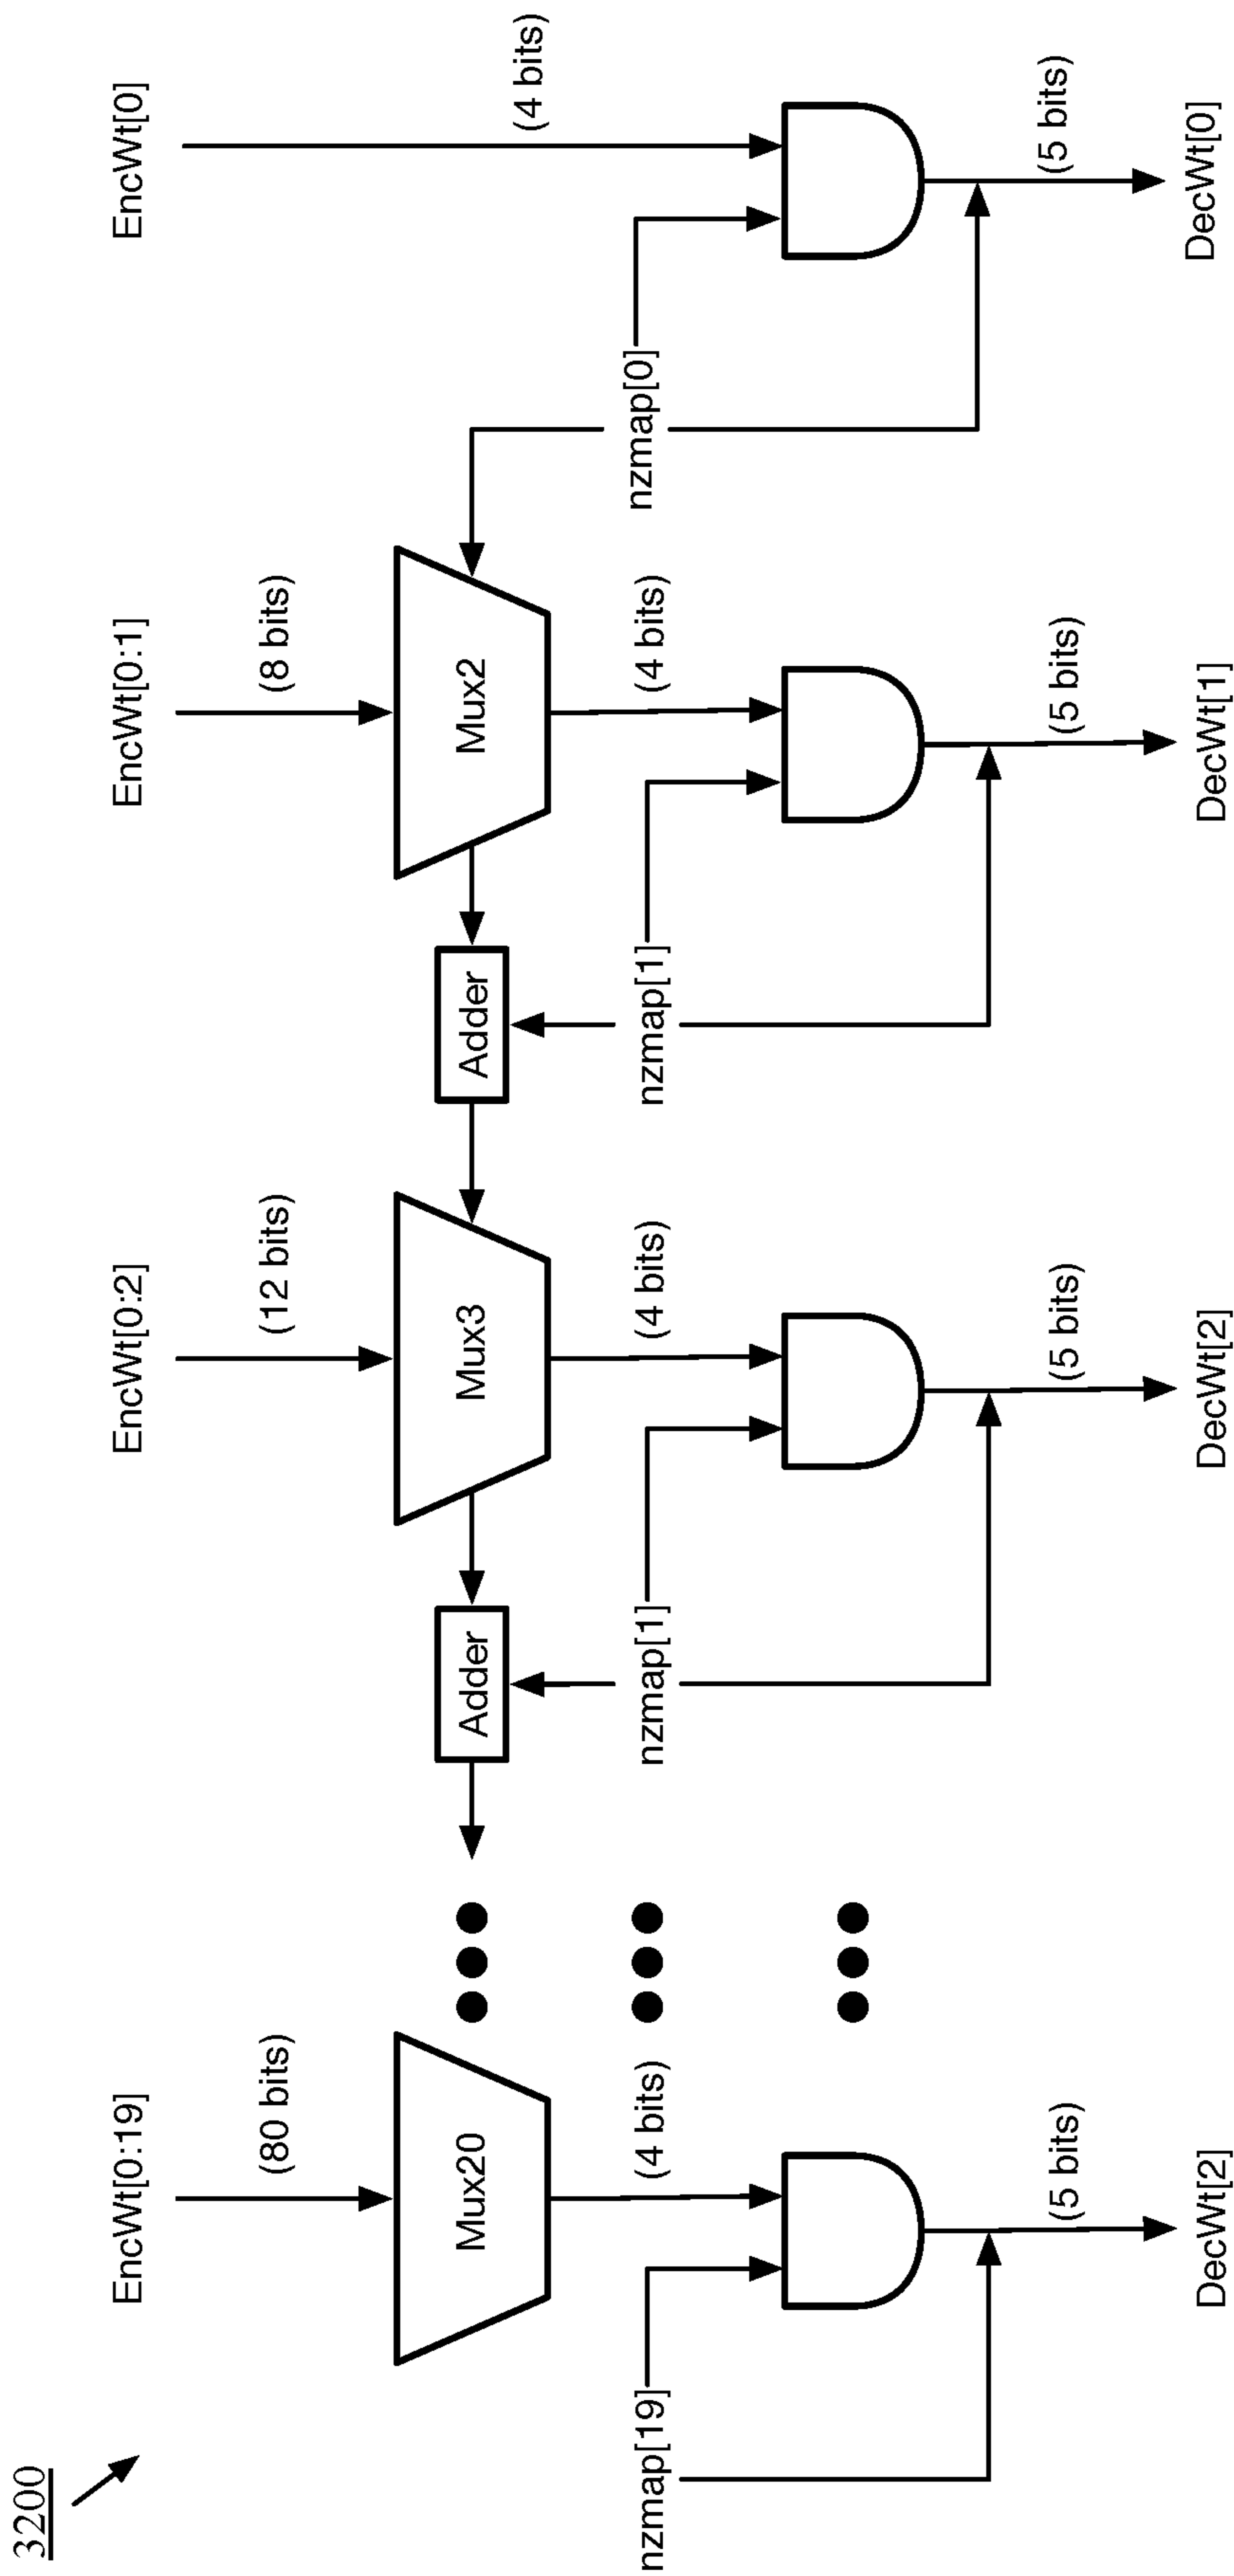 3200
EncWt[0:19]
EncWt[0:2]
EncWt[0:1]
EncWt[0]
(80 bits)
(12 bits)
(8 bits)
Mux20
Adder
Mux3
Adder
Mux2
(4 bits)
nzmap[19]
(4 bits)
nzmap[1]
(4 bits)
nzmap[1]
(4 bits)
nzmap[0]
(5 bits)
(5 bits)
(5 bits)
(5 bits)
DecWt[2]
DecWt[2]
DecWt[1]
DecWt[0]